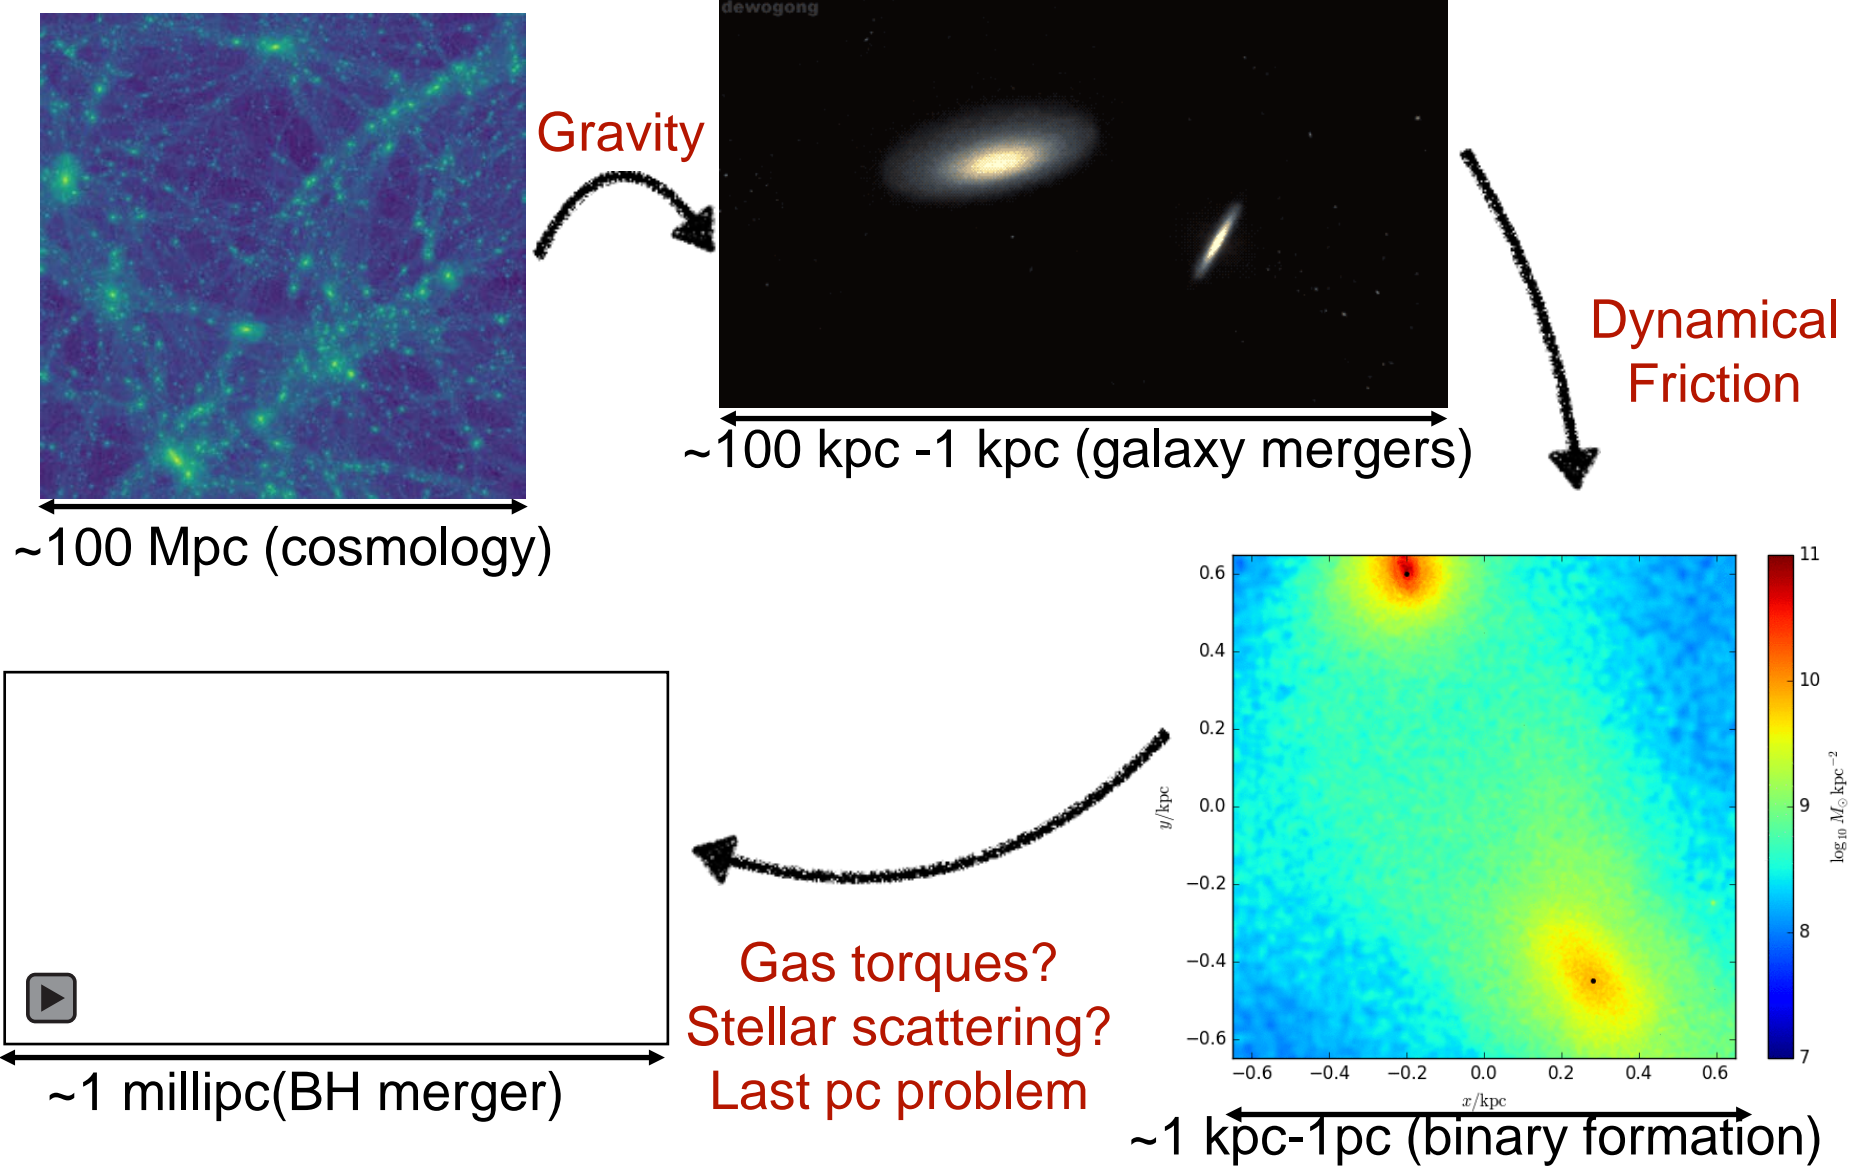 dewogong
Gravity
~100 Mpc (cosmology)
~100 kpc -1 kpc (galaxy mergers)
Dynamical
Friction
0.6
0.4
0.2
0.0
−0.2
−0.4
−0.6
y/kpc
−0.6 −0.4 −0.2 0.0 0.2 0.4 0.6
x/kpc
11
10
9
8
7
log₁₀ M☉ kpc⁻²
~1 kpc-1pc (binary formation)
Gas torques?
Stellar scattering?
Last pc problem
~1 millipc(BH merger)